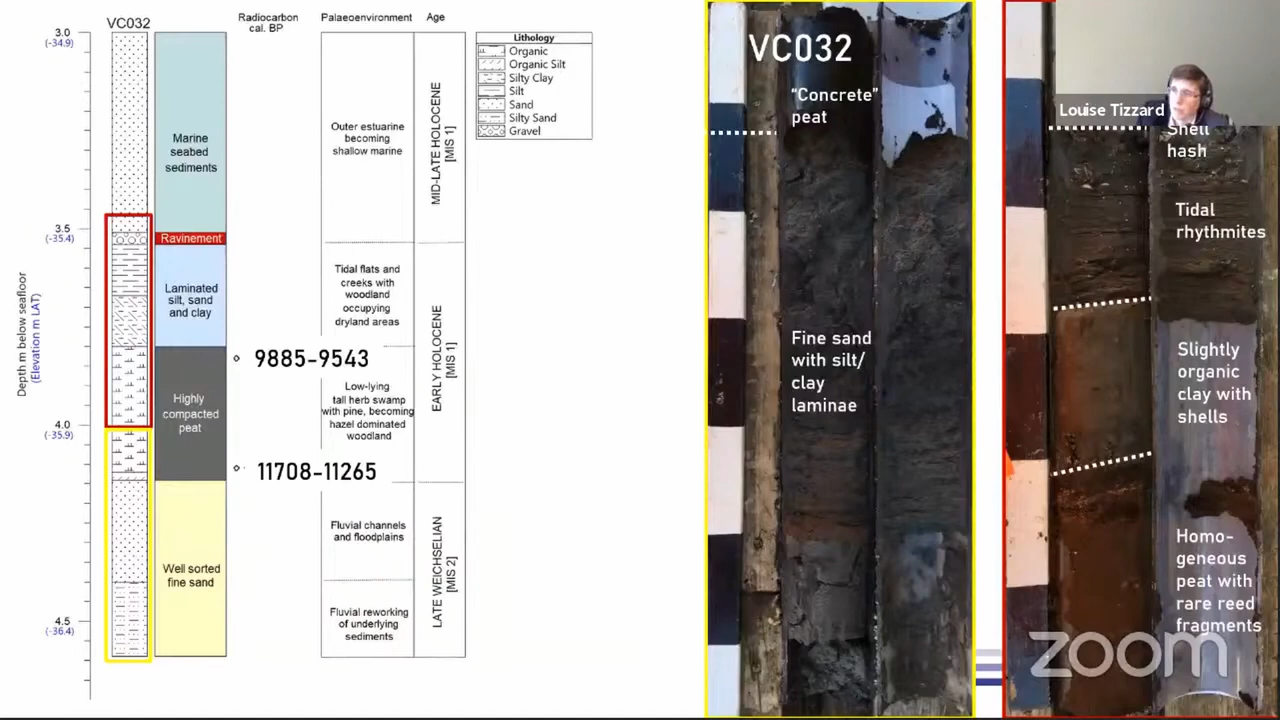 VC032
Radiocarbon
cal. BP
Palaeoenvironment
Age
3.0
(-34.9)
3.5
(-35.4)
4.0
(-35.9)
4.5
(-36.4)
Depth m below seafloor
(Elevation m LAT)
Marine
seabed
sediments
Ravinement
Laminated
silt, sand
and clay
Highly
compacted
peat
Well sorted
fine sand
9885-9543
11708-11265
Outer estuarine
becoming
shallow marine
Tidal flats and
creeks with
woodland
occupying
dryland areas
Low-lying
tall herb swamp
with pine, becoming
hazel dominated
woodland
Fluvial channels
and floodplains
Fluvial reworking
of underlying
sediments
MID-LATE HOLOCENE
[MIS 1]
EARLY HOLOCENE
[MIS 1]
LATE WEICHSELIAN
[MIS 2]
Lithology
Organic
Organic Silt
Silty Clay
Silt
Sand
Silty Sand
Gravel
VC032
“Concrete”
peat
Fine sand
with silt/
clay
laminae
Louise Tizzard
Shell
hash
Tidal
rhythmites
Slightly
organic
clay with
shells
Homo-
geneous
peat with
rare reed
fragments
zoom